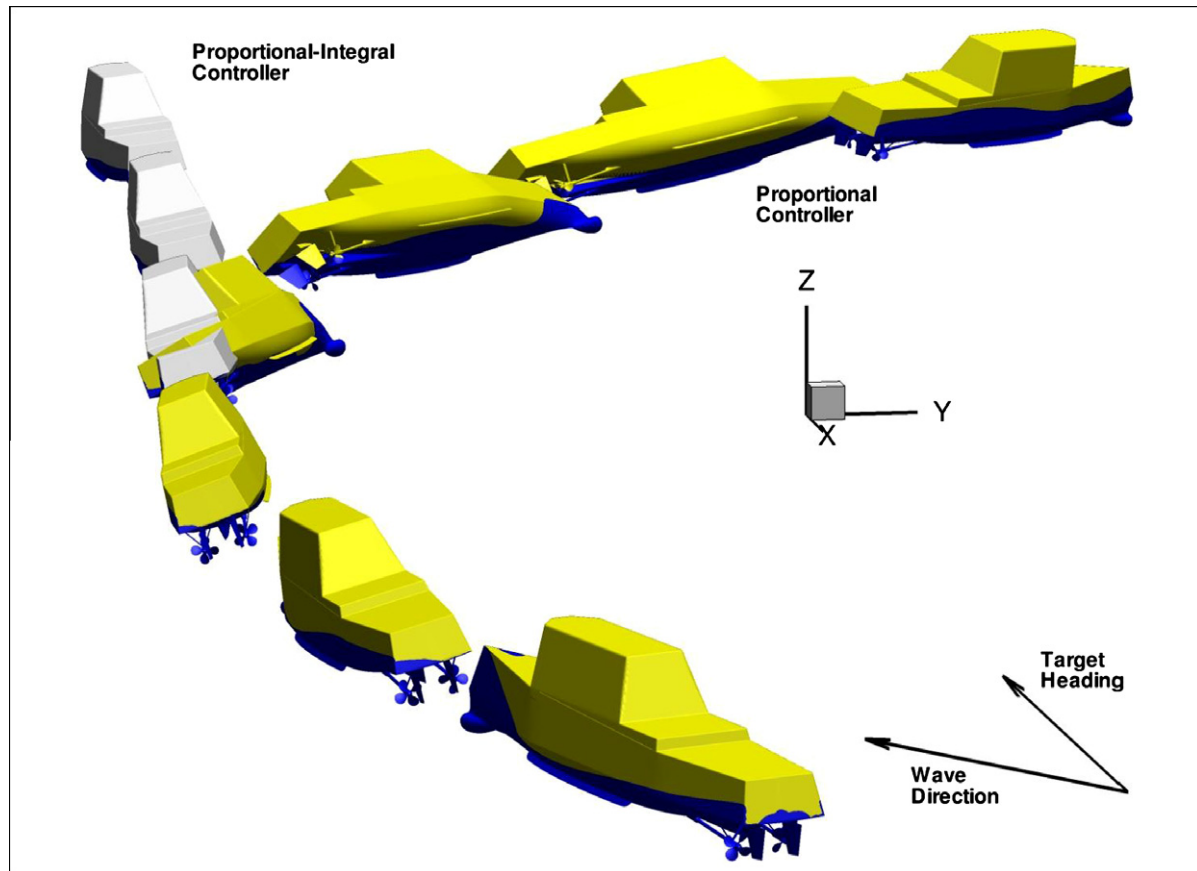 Proportional-Integral
Controller
Proportional
Controller
Z
Y
X
Target
Heading
Wave
Direction